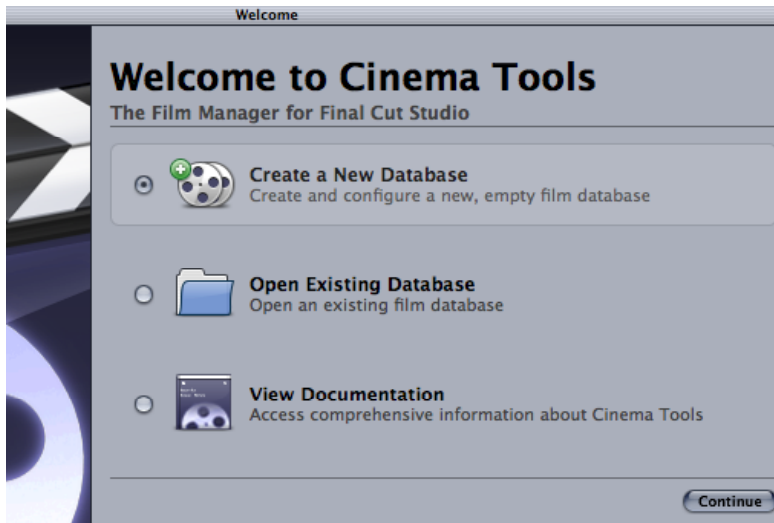 Welcome
Welcome to Cinema Tools
The Film Manager for Final Cut Studio
Create a New Database
Create and configure a new, empty film database
Open Existing Database
Open an existing film database
View Documentation
Access comprehensive information about Cinema Tools
Continue